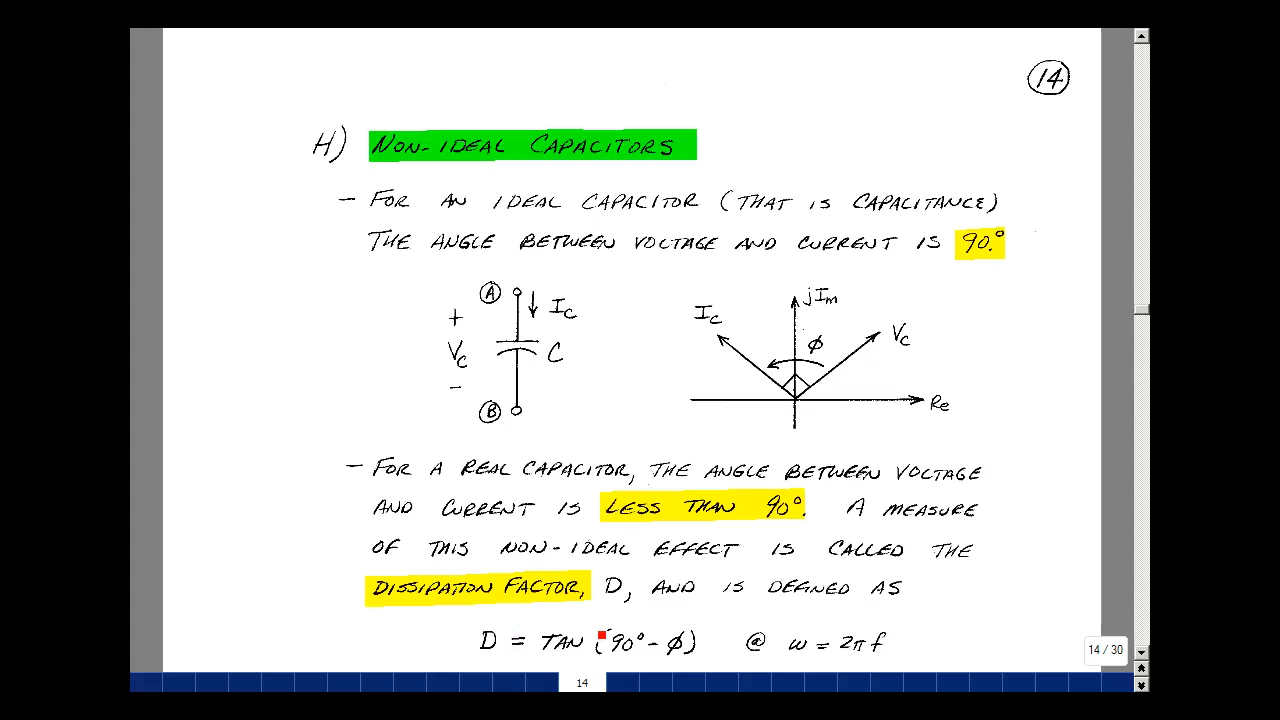 14
H) NON-IDEAL CAPACITORS
- FOR AN IDEAL CAPACITOR (THAT IS CAPACITANCE)
THE ANGLE BETWEEN VOLTAGE AND CURRENT IS 90.°
A
+
Vc
-
B
Ic
C
jIm
Ic
φ
Vc
Re
- FOR A REAL CAPACITOR, THE ANGLE BETWEEN VOLTAGE
AND CURRENT IS LESS THAN 90°. A MEASURE
OF THIS NON-IDEAL EFFECT IS CALLED THE
DISSIPATION FACTOR, D, AND IS DEFINED AS
D = TAN (90° - φ) @ ω = 2πf
14 / 30
14